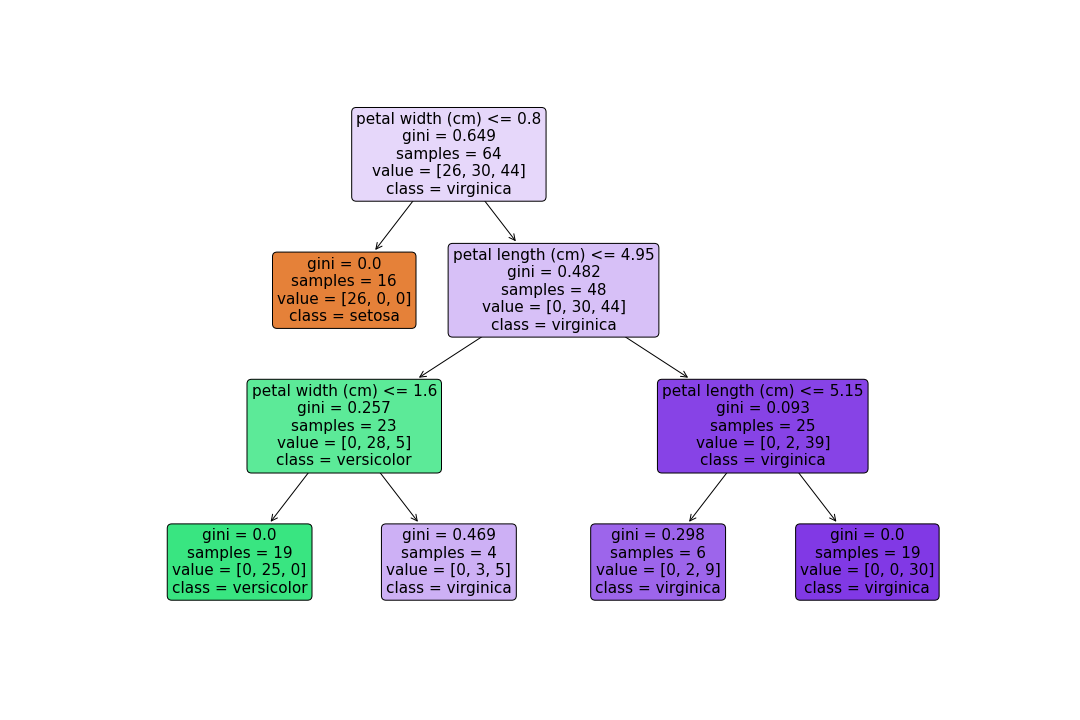 petal width (cm) <= 0.8
gini = 0.649
samples = 64
value = [26, 30, 44]
class = virginica
gini = 0.0
samples = 16
value = [26, 0, 0]
class = setosa
petal length (cm) <= 4.95
gini = 0.482
samples = 48
value = [0, 30, 44]
class = virginica
petal width (cm) <= 1.6
gini = 0.257
samples = 23
value = [0, 28, 5]
class = versicolor
petal length (cm) <= 5.15
gini = 0.093
samples = 25
value = [0, 2, 39]
class = virginica
gini = 0.0
samples = 19
value = [0, 25, 0]
class = versicolor
gini = 0.469
samples = 4
value = [0, 3, 5]
class = virginica
gini = 0.298
samples = 6
value = [0, 2, 9]
class = virginica
gini = 0.0
samples = 19
value = [0, 0, 30]
class = virginica